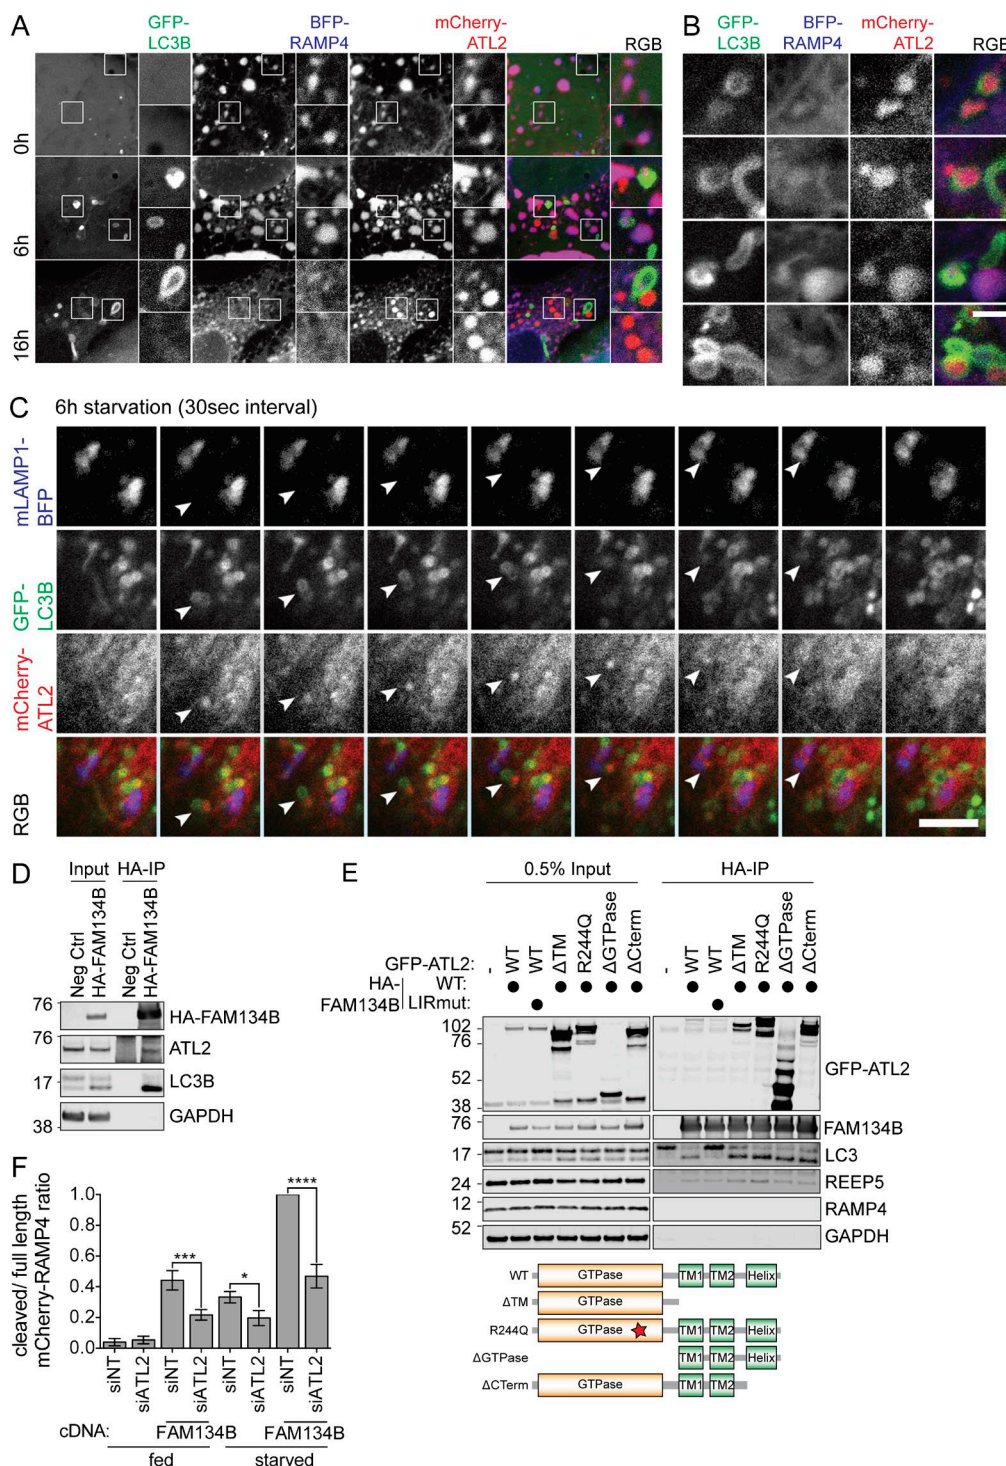 A
GFP-
LC3B
BFP-
RAMP4
mCherry-
ATL2
RGB
0h
6h
16h
B
GFP-
LC3B
BFP-
RAMP4
mCherry-
ATL2
RGB
C
6h starvation (30sec interval)
mLAMP1-
BFP
GFP-
LC3B
mCherry-
ATL2
RGB
D
Input HA-IP
Neg Ctrl
HA-FAM134B
Neg Ctrl
HA-FAM134B
76
HA-FAM134B
76
ATL2
17
LC3B
38
GAPDH
E
0.5% Input HA-IP
GFP-ATL2: - WT WT ΔTM R244Q ΔGTPase ΔCterm - WT WT ΔTM R244Q ΔGTPase ΔCterm
HA-
FAM134B
WT:
LIRmut:
102
76
52
38
GFP-ATL2
76
FAM134B
17
LC3
24
REEP5
12
RAMP4
52
GAPDH
WT GTPase TM1 TM2 Helix
ΔTM GTPase
R244Q GTPase TM1 TM2 Helix
ΔGTPase TM1 TM2 Helix
ΔCTerm GTPase TM1 TM2
F
cleaved/ full length
mCherry-RAMP4 ratio
1.0
0.8
0.6
0.4
0.2
0.0
***
*
****
siNT siATL2 siNT siATL2 siNT siATL2 siNT siATL2
cDNA: FAM134B FAM134B
fed starved